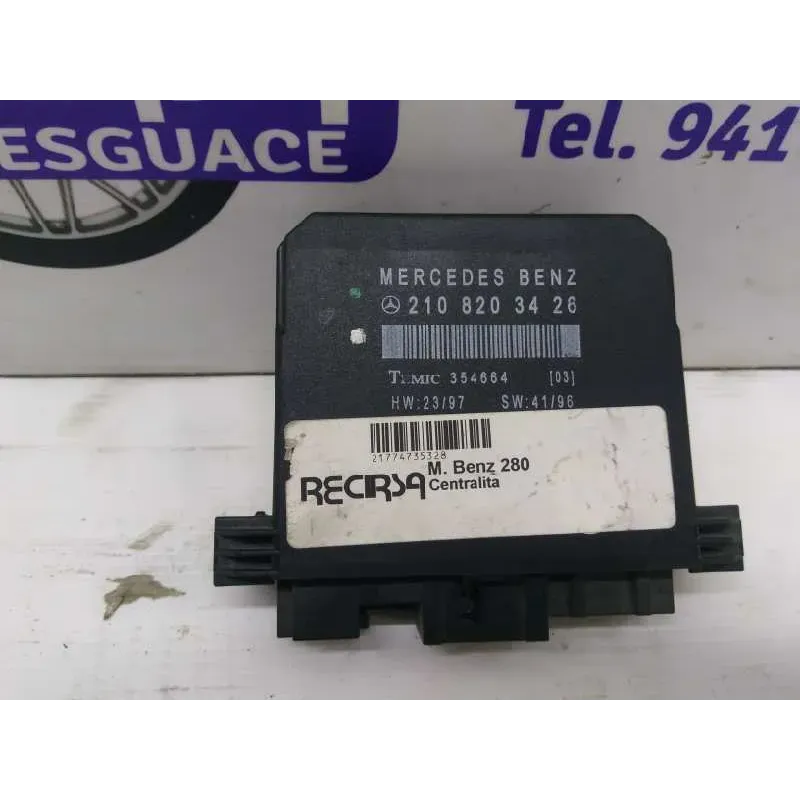 ESGUACE
Tel. 941
MERCEDES BENZ
210 820 34 26
TEMIC 354664 [03]
HW:23/97 SW:41/96
21774735328
RECIRSA
M. Benz 280
Centralita